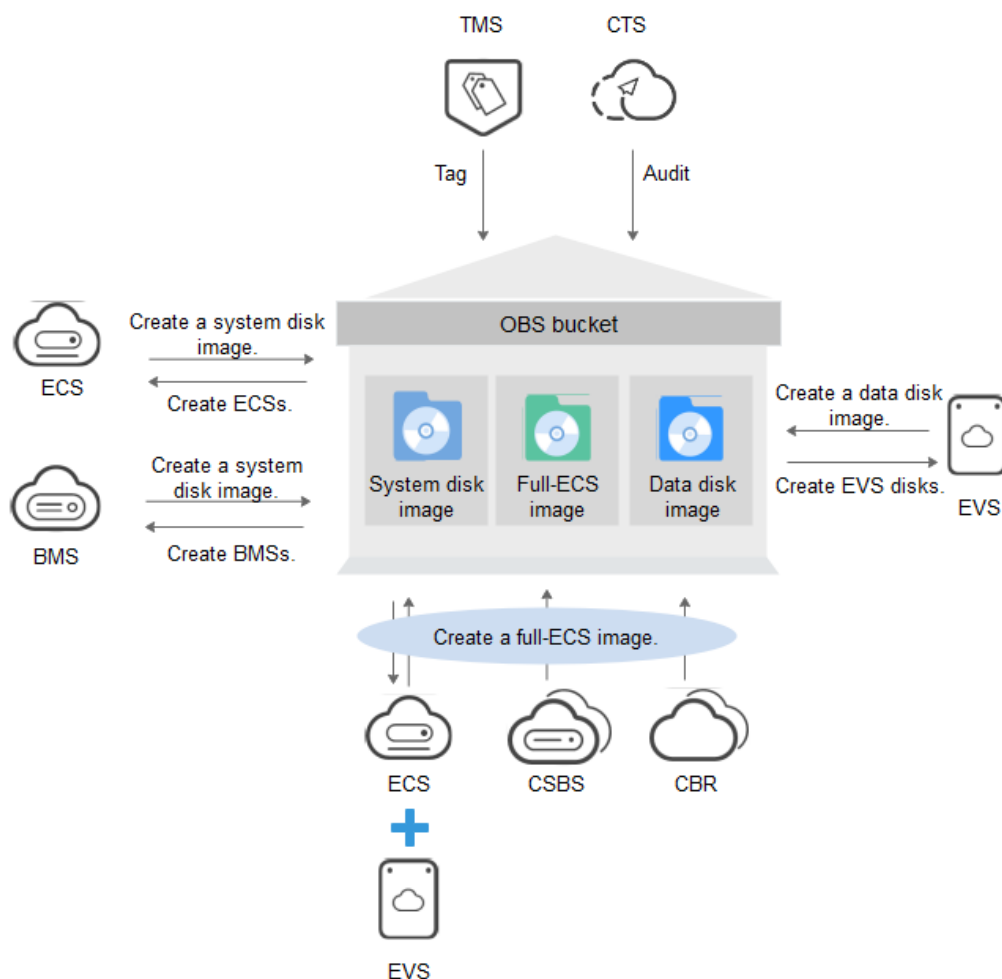 TMS
CTS
Tag
Audit
OBS bucket
Create a system disk
image.
ECS
Create ECSs.
Create a system
disk image.
BMS
Create BMSs.
System disk
image
Full-ECS
image
Data disk
image
Create a data disk
image.
Create EVS disks.
EVS
Create a full-ECS image.
ECS
CSBS
CBR
EVS